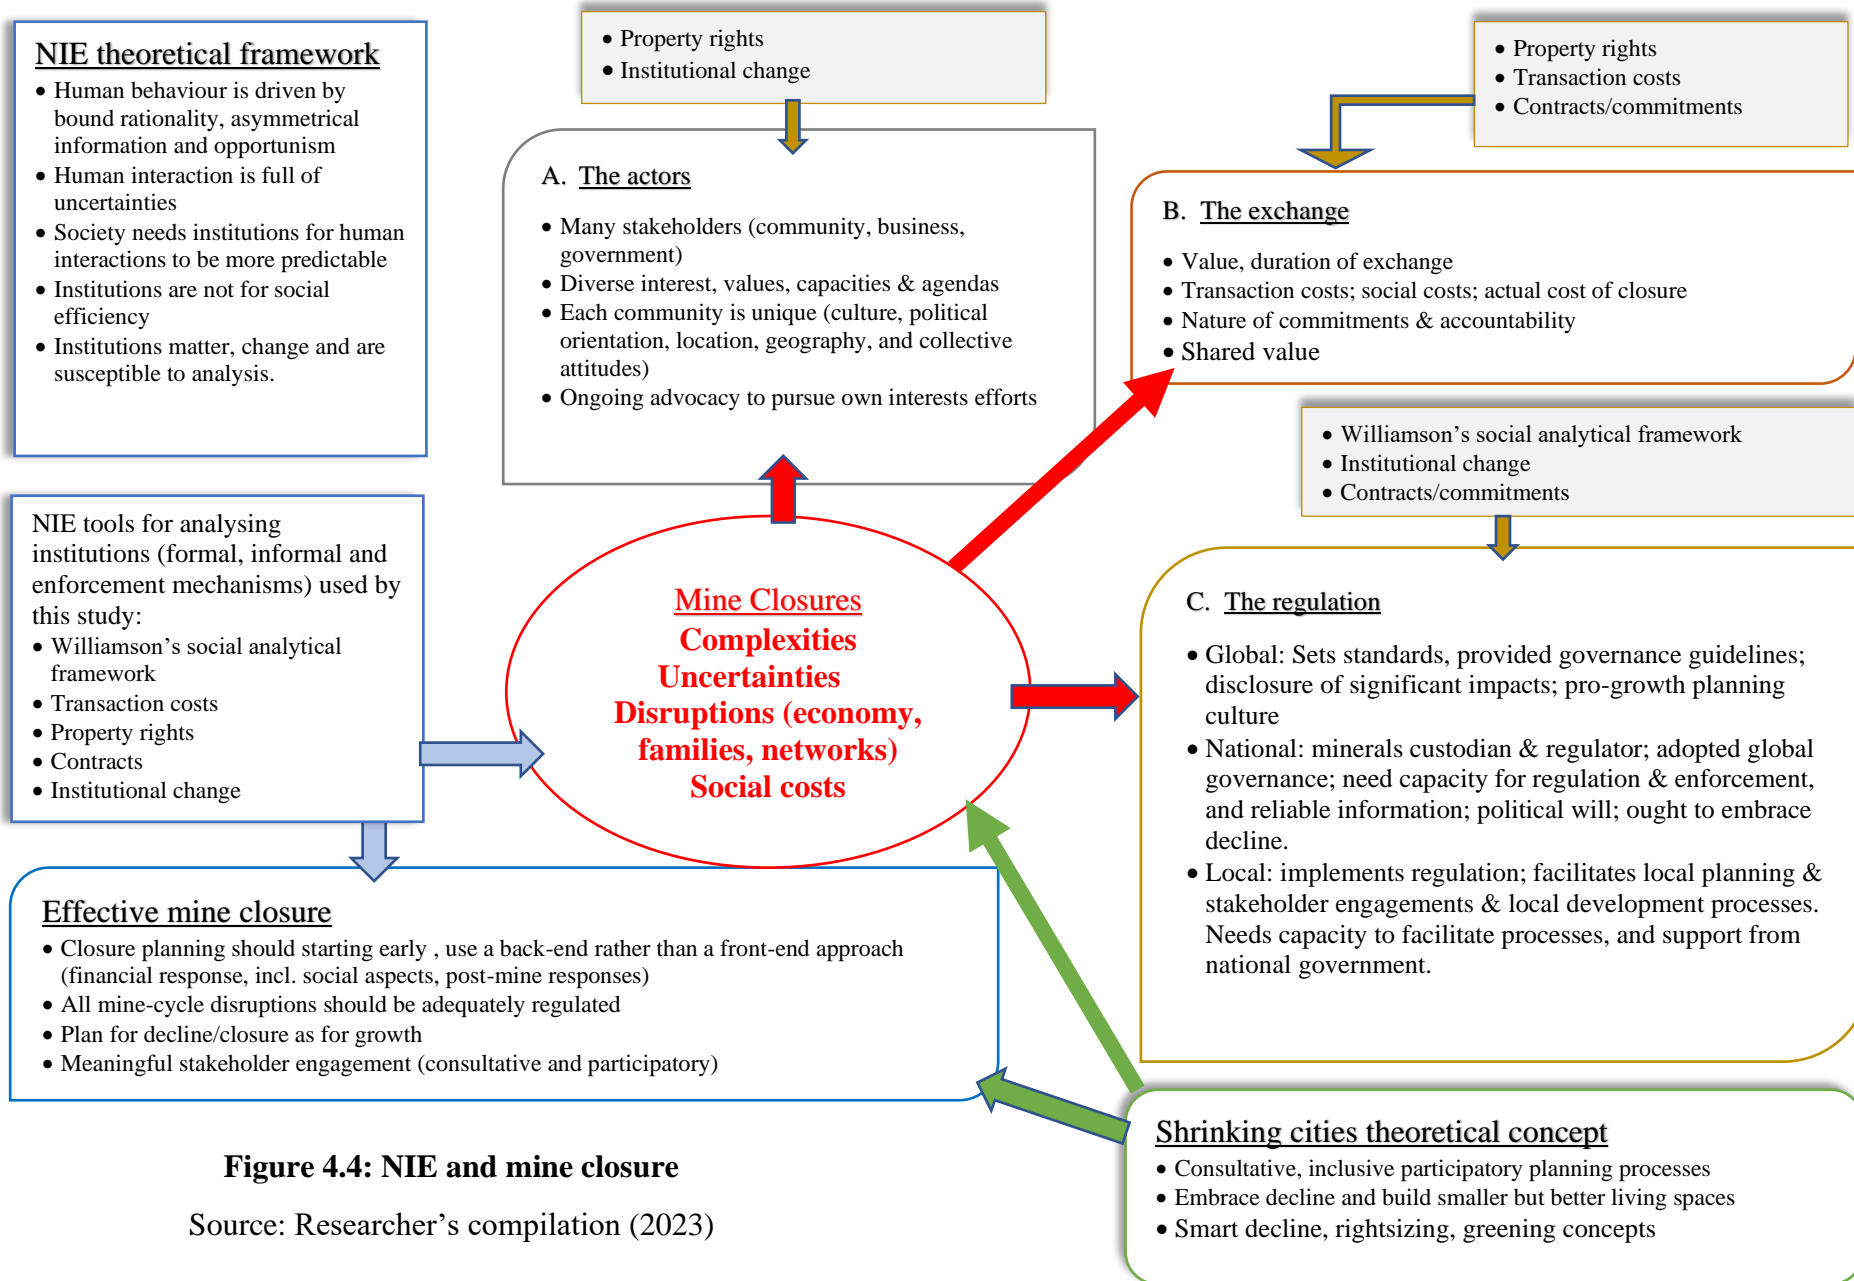 NIE theoretical framework
• Human behaviour is driven by
bound rationality, asymmetrical
information and opportunism
• Human interaction is full of
uncertainties
• Society needs institutions for human
interactions to be more predictable
• Institutions are not for social
efficiency
• Institutions matter, change and are
susceptible to analysis.
• Property rights
• Institutional change
A. The actors
• Many stakeholders (community, business,
government)
• Diverse interest, values, capacities & agendas
• Each community is unique (culture, political
orientation, location, geography, and collective
attitudes)
• Ongoing advocacy to pursue own interests efforts
• Property rights
• Transaction costs
• Contracts/commitments
B. The exchange
• Value, duration of exchange
• Transaction costs; social costs; actual cost of closure
• Nature of commitments & accountability
• Shared value
NIE tools for analysing
institutions (formal, informal and
enforcement mechanisms) used by
this study:
• Williamson's social analytical
framework
• Transaction costs
• Property rights
• Contracts
• Institutional change
Mine Closures
Complexities
Uncertainties
Disruptions (economy,
families, networks)
Social costs
• Williamson's social analytical framework
• Institutional change
• Contracts/commitments
C. The regulation
• Global: Sets standards, provided governance guidelines;
disclosure of significant impacts; pro-growth planning
culture
• National: minerals custodian & regulator; adopted global
governance; need capacity for regulation & enforcement,
and reliable information; political will; ought to embrace
decline.
• Local: implements regulation; facilitates local planning &
stakeholder engagements & local development processes.
Needs capacity to facilitate processes, and support from
national government.
Effective mine closure
• Closure planning should starting early , use a back-end rather than a front-end approach
(financial response, incl. social aspects, post-mine responses)
• All mine-cycle disruptions should be adequately regulated
• Plan for decline/closure as for growth
• Meaningful stakeholder engagement (consultative and participatory)
Shrinking cities theoretical concept
• Consultative, inclusive participatory planning processes
• Embrace decline and build smaller but better living spaces
• Smart decline, rightsizing, greening concepts
Figure 4.4: NIE and mine closure
Source: Researcher's compilation (2023)